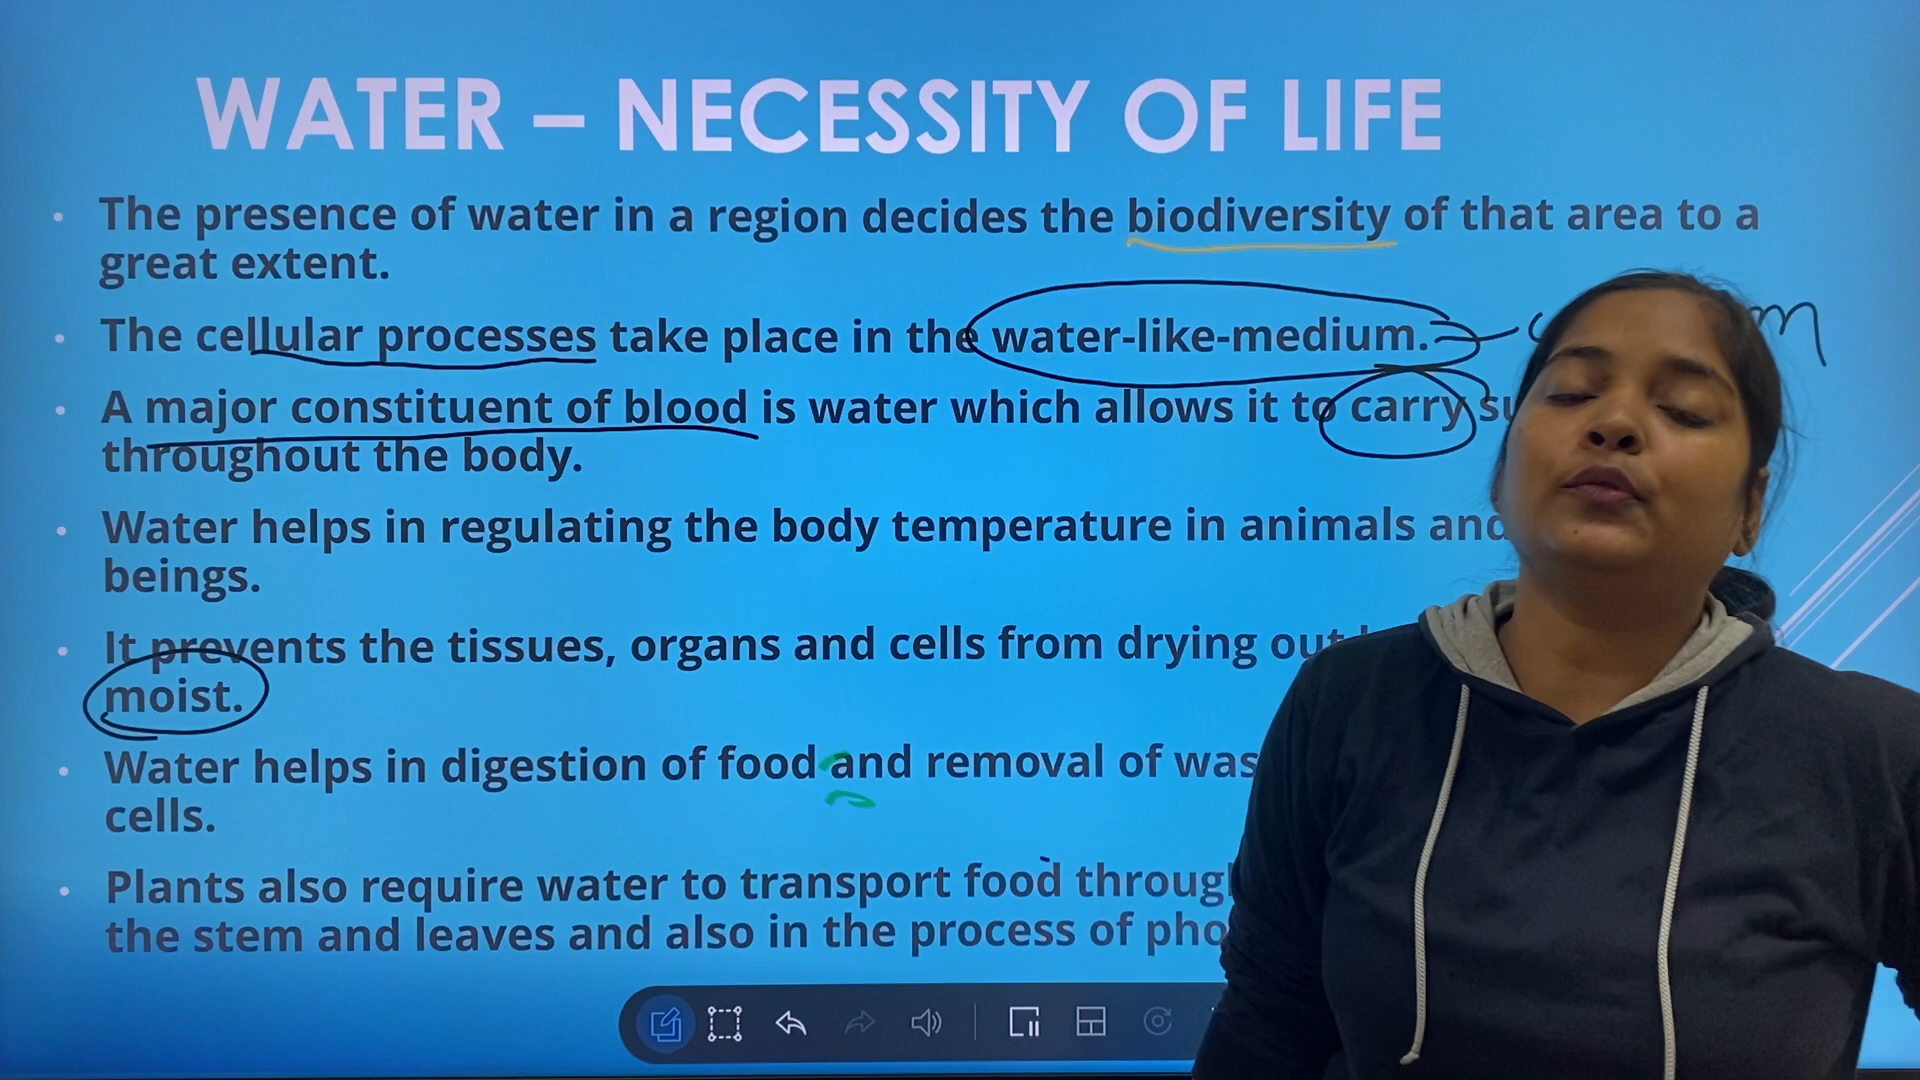 WATER – NECESSITY OF LIFE
• The presence of water in a region decides the biodiversity of that area to a
great extent.
• The cellular processes take place in the water-like-medium.
• A major constituent of blood is water which allows it to carry
throughout the body.
• Water helps in regulating the body temperature in animals and
beings.
• It prevents the tissues, organs and cells from drying out
moist.
• Water helps in digestion of food and removal of
cells.
• Plants also require water to transport food
the stem and leaves and also in the process of